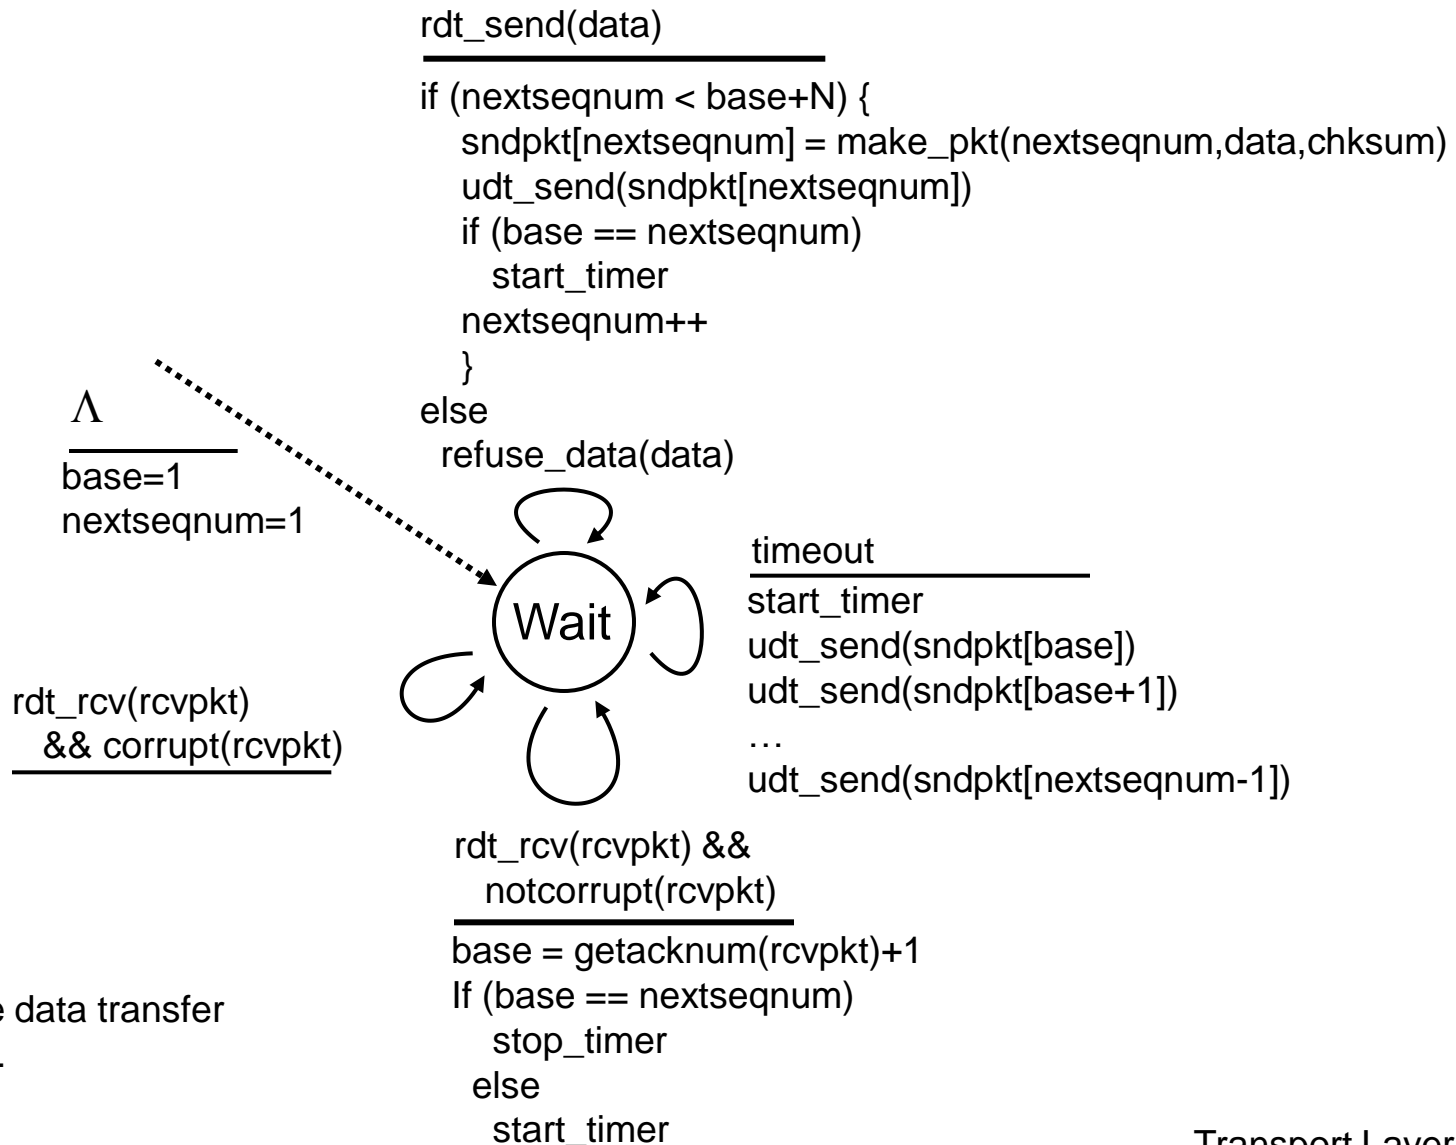 rdt_send(data)
if (nextseqnum < base+N) {
sndpkt[nextseqnum] = make_pkt(nextseqnum,data,chksum)
udt_send(sndpkt[nextseqnum])
if (base == nextseqnum)
start_timer
nextseqnum++
}
else
refuse_data(data)
Λ
base=1
nextseqnum=1
Wait
timeout
start_timer
udt_send(sndpkt[base])
udt_send(sndpkt[base+1])
…
udt_send(sndpkt[nextseqnum-1])
rdt_rcv(rcvpkt)
&& corrupt(rcvpkt)
rdt_rcv(rcvpkt) &&
notcorrupt(rcvpkt)
base = getacknum(rcvpkt)+1
If (base == nextseqnum)
stop_timer
else
start_timer
data transfer
Transport Layer